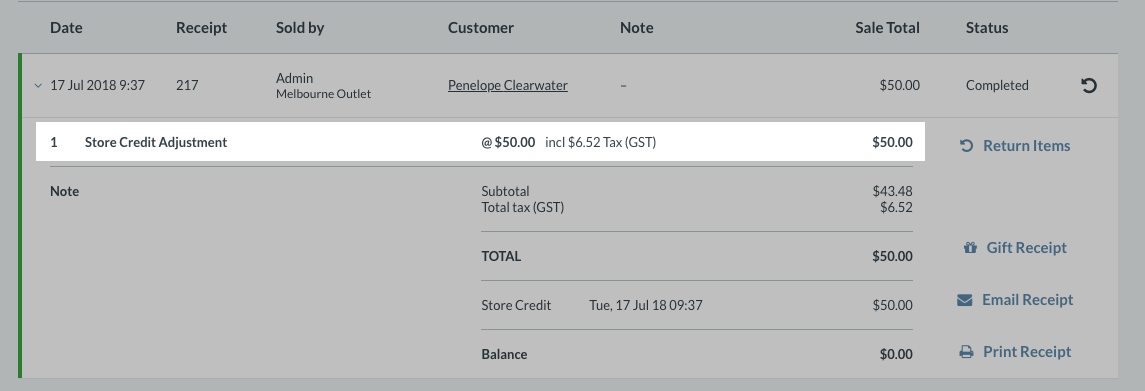 Date Receipt Sold by Customer Note Sale Total Status
17 Jul 2018 9:37 217 Admin Penelope Clearwater – $50.00 Completed
Melbourne Outlet
1 Store Credit Adjustment @ $50.00 incl $6.52 Tax (GST) $50.00 Return Items
Note Subtotal $43.48
Total tax (GST) $6.52
Gift Receipt
TOTAL $50.00
Email Receipt
Store Credit Tue, 17 Jul 18 09:37 $50.00
Print Receipt
Balance $0.00